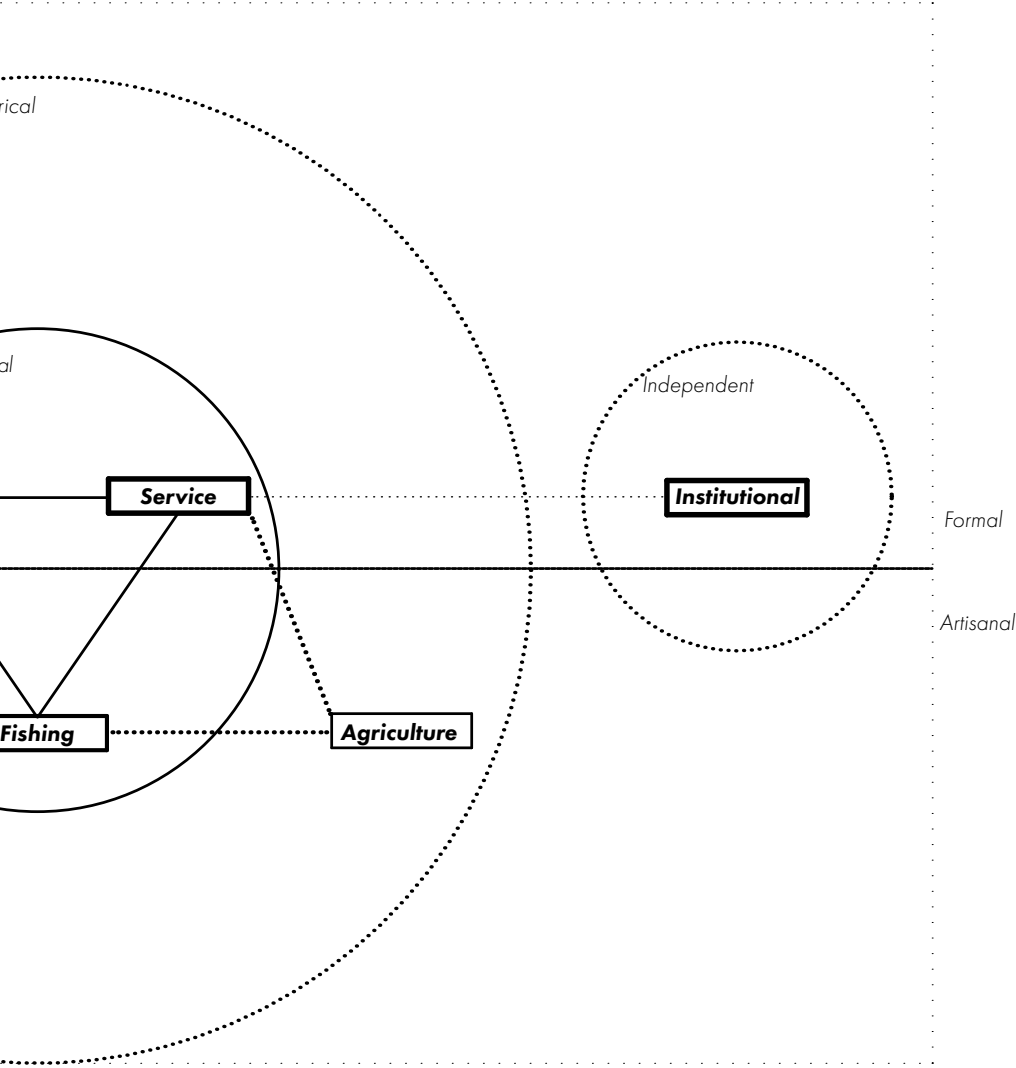 rical
al
Independent
Service
Institutional
Formal
Artisanal
Fishing
Agriculture